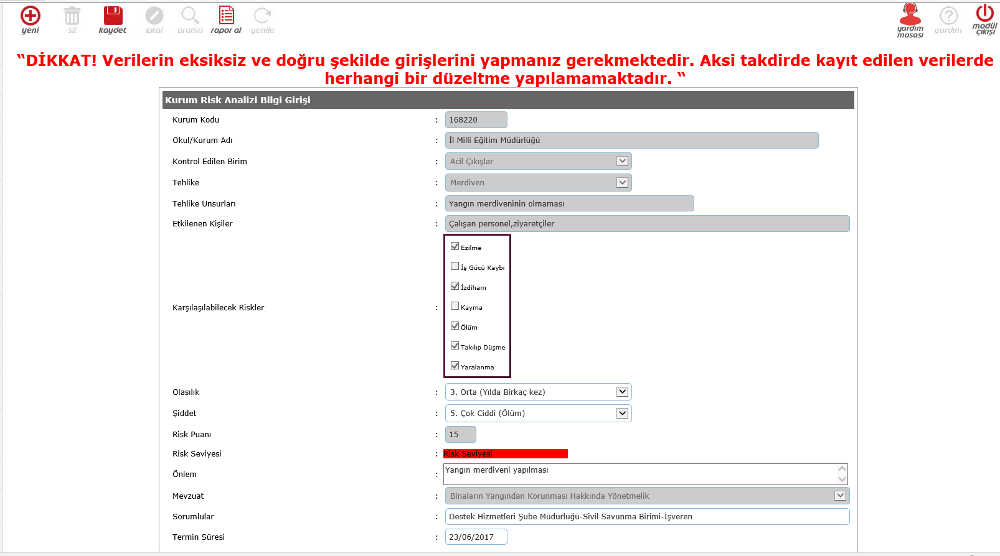 yeni
sil
kaydet
iptal
arama
rapor al
yenile
yardım masası
yardım
modül çıkışı
“DİKKAT! Verilerin eksiksiz ve doğru şekilde girişlerini yapmanız gerekmektedir. Aksi takdirde kayıt edilen verilerde
herhangi bir düzeltme yapılamamaktadır. “
Kurum Risk Analizi Bilgi Girişi
Kurum Kodu : 168220
Okul/Kurum Adı : İl Milli Eğitim Müdürlüğü
Kontrol Edilen Birim : Acil Çıkışlar
Tehlike : Merdiven
Tehlike Unsurları : Yangın merdiveninin olmaması
Etkilenen Kişiler : Çalışan personel,ziyaretçiler
Karşılaşılabilecek Riskler :
Ezilme
İş Gücü Kaybı
İzdiham
Kayma
Ölüm
Takılıp Düşme
Yaralanma
Olasılık : 3. Orta (Yılda Birkaç kez)
Şiddet : 5. Çok Ciddi (Ölüm)
Risk Puanı : 15
Risk Seviyesi : Risk Seviyesi
Önlem : Yangın merdiveni yapılması
Mevzuat : Binaların Yangından Korunması Hakkında Yönetmelik
Sorumlular : Destek Hizmetleri Şube Müdürlüğü-Sivil Savunma Birimi-İşveren
Termin Süresi : 23/06/2017